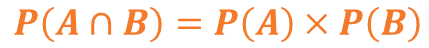 P(A ∩ B) = P(A) × P(B)